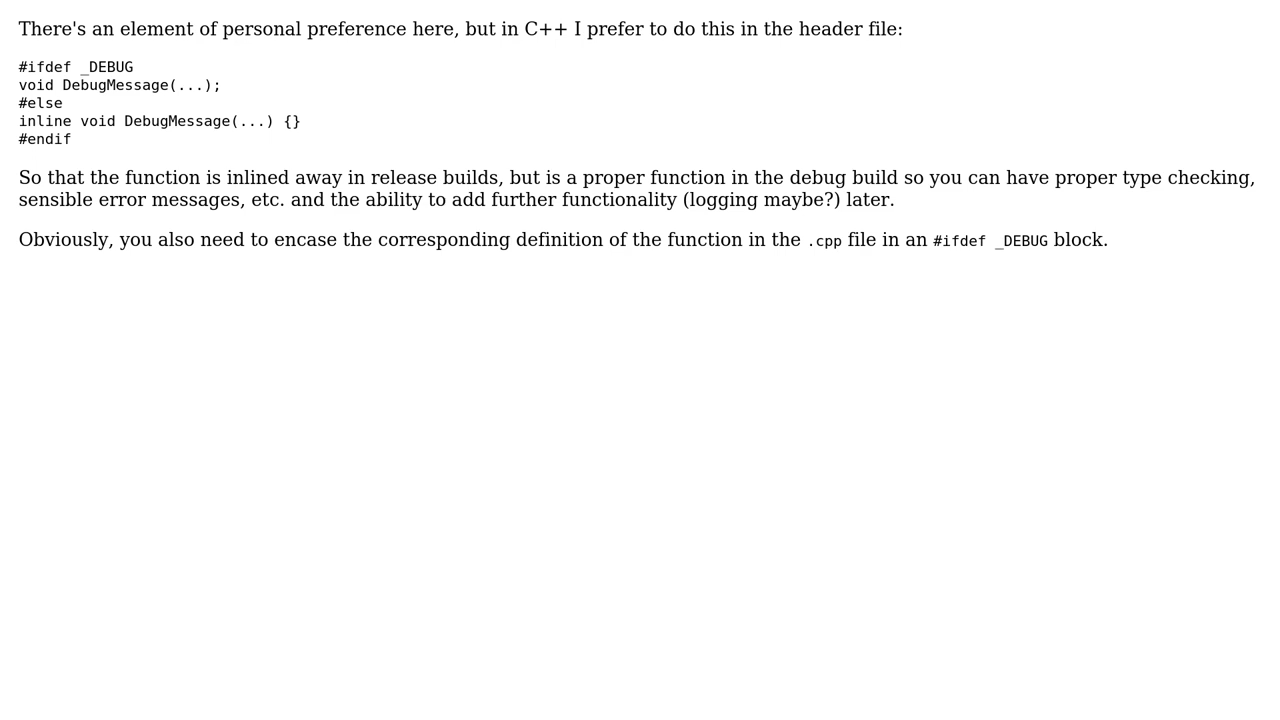 There's an element of personal preference here, but in C++ I prefer to do this in the header file:
#ifdef _DEBUG
void DebugMessage(...);
#else
inline void DebugMessage(...) {}
#endif
So that the function is inlined away in release builds, but is a proper function in the debug build so you can have proper type checking,
sensible error messages, etc. and the ability to add further functionality (logging maybe?) later.
Obviously, you also need to encase the corresponding definition of the function in the .cpp file in an #ifdef _DEBUG block.